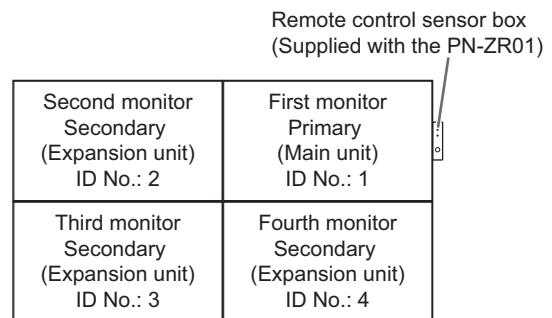 Remote control sensor box
(Supplied with the PN-ZR01)
Second monitor
Secondary
(Expansion unit)
ID No.: 2
First monitor
Primary
(Main unit)
ID No.: 1
Third monitor
Secondary
(Expansion unit)
ID No.: 3
Fourth monitor
Secondary
(Expansion unit)
ID No.: 4